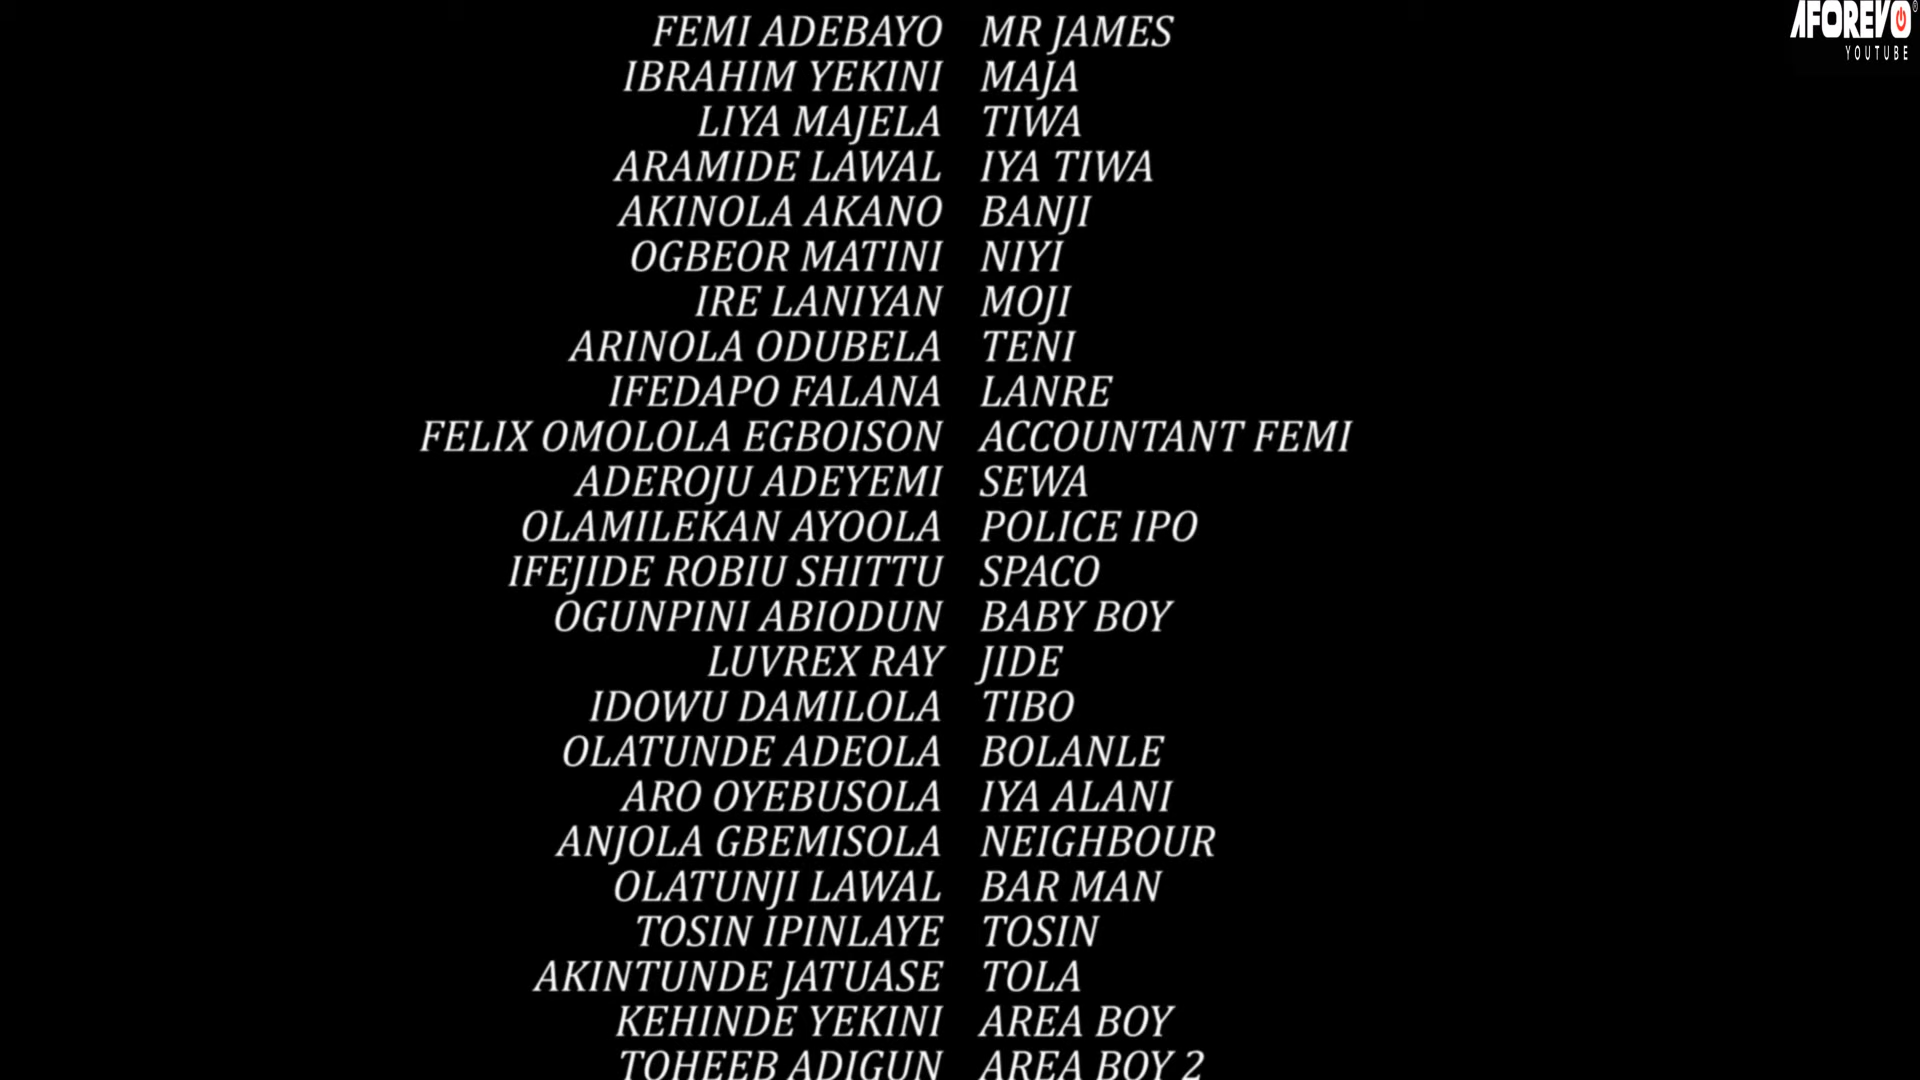 FEMI ADEBAYO MR JAMES
IBRAHIM YEKINI MAJA
LIYA MAJELA TIWA
ARAMIDE LAWAL IYA TIWA
AKINOLA AKANO BANJI
OGBEOR MATINI NIYI
IRE LANIYAN MOJI
ARINOLA ODUBELA TENI
IFEDAPO FALANA LANRE
FELIX OMOLOLA EGBOISON ACCOUNTANT FEMI
ADEROJU ADEYEMI SEWA
OLAMILEKAN AYOOLA POLICE IPO
IFEJIDE ROBIU SHITTU SPACO
OGUNPINI ABIODUN BABY BOY
LUVREX RAY JIDE
IDOWU DAMILOLA TIBO
OLATUNDE ADEOLA BOLANLE
ARO OYEBUSOLA IYA ALANI
ANJOLA GBEMISOLA NEIGHBOUR
OLATUNJI LAWAL BAR MAN
TOSIN IPINLAYE TOSIN
AKINTUNDE JATUASE TOLA
KEHINDE YEKINI AREA BOY
TOHEEB ADIGUN AREA BOY 2
AFOREVO
YOUTUBE